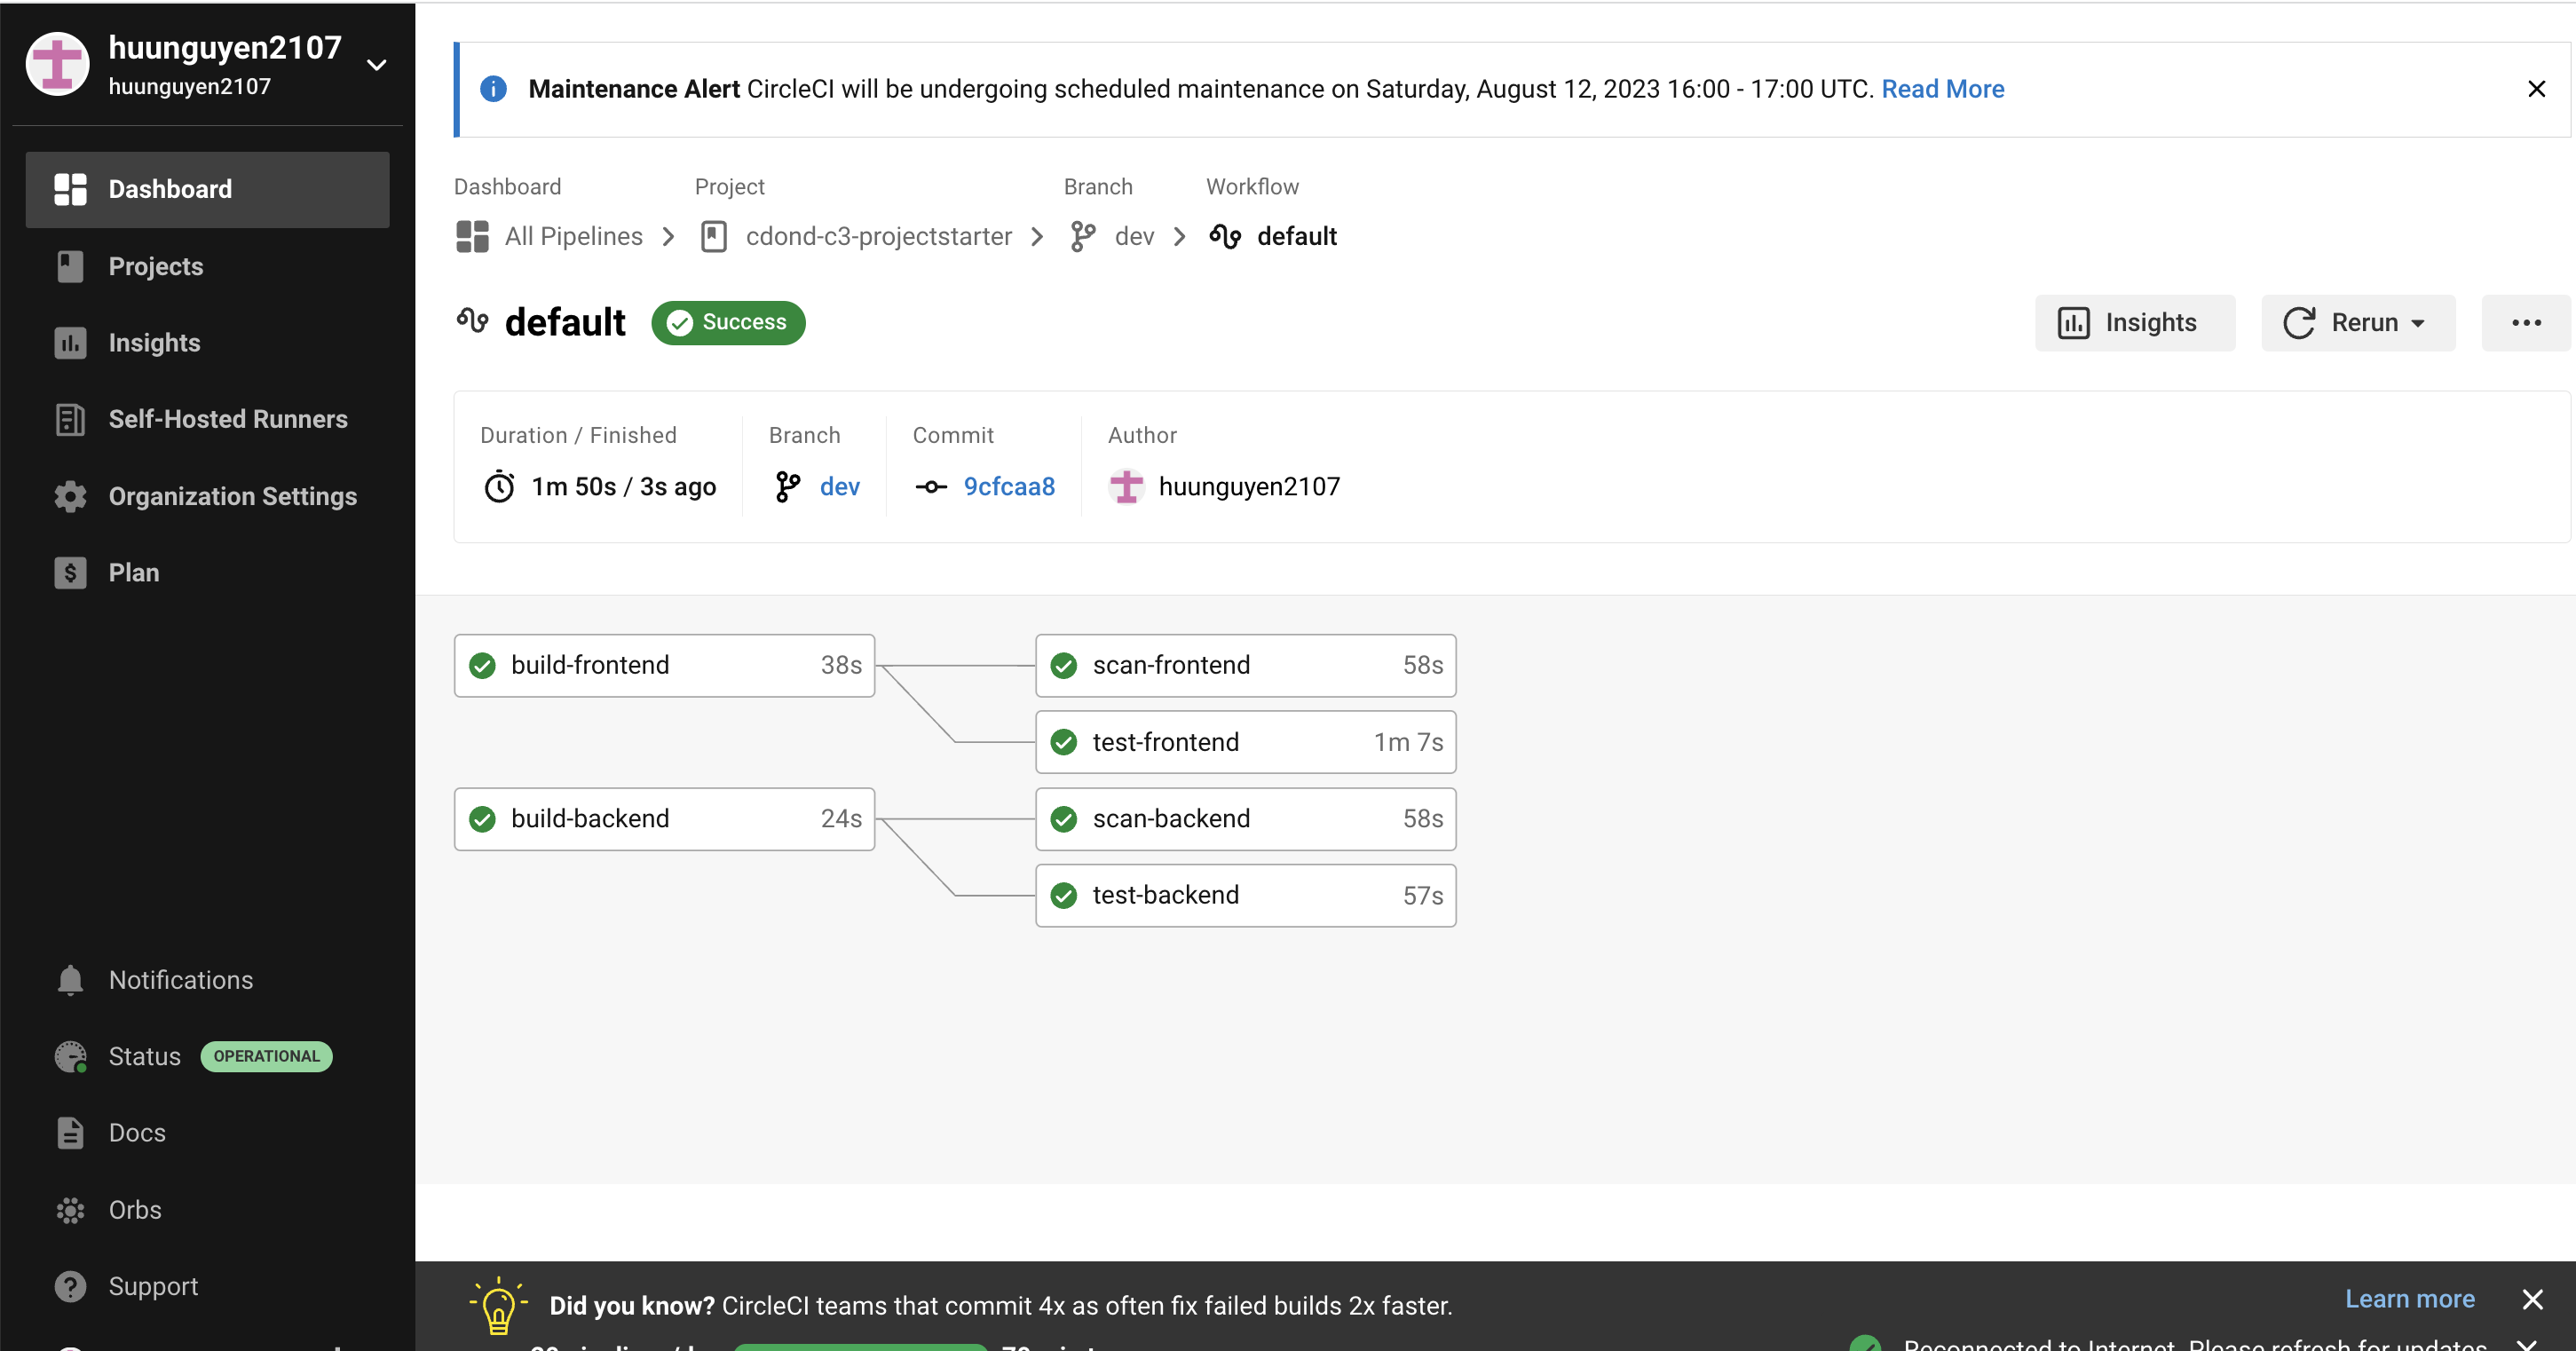 huunguyen2107
huunguyen2107
Dashboard
Projects
Insights
Self-Hosted Runners
Organization Settings
Plan
Notifications
Status OPERATIONAL
Docs
Orbs
Support
Maintenance Alert CircleCI will be undergoing scheduled maintenance on Saturday, August 12, 2023 16:00 - 17:00 UTC. Read More
Dashboard Project Branch Workflow
All Pipelines cdond-c3-projectstarter dev default
default Success
Insights Rerun
Duration / Finished Branch Commit Author
1m 50s / 3s ago dev 9cfcaa8 huunguyen2107
build-frontend 38s scan-frontend 58s
test-frontend 1m 7s
build-backend 24s scan-backend 58s
test-backend 57s
Did you know? CircleCI teams that commit 4x as often fix failed builds 2x faster.
Learn more
Reconnected to Internet. Please refresh for updates